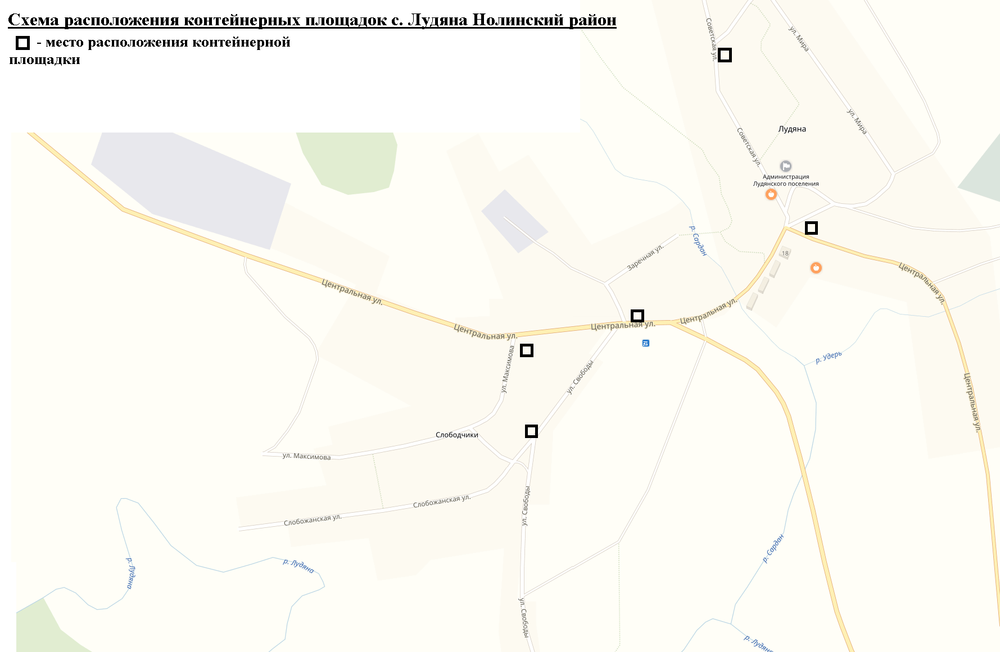 Схема расположения контейнерных площадок с. Лудяна Нолинский район
- место расположения контейнерной
площадки
Советская ул.
ул. Мира
ул. Мира
Лудяна
Советская ул.
Администрация
Лудянского поселения
р. Сардан
Заречная ул.
18
Центральная ул.
Центральная ул.
Центральная ул.
Центральная ул.
Центральная ул.
ул. Максимова
ул. Свободы
р. Удерь
Центральная ул.
Слободчики
ул. Максимова
Слобожанская ул.
Слобожанская ул.
ул. Свободы
р. Лудяна
р. Лудяна
р. Сардан
ул. Свободы
р. Лудяна